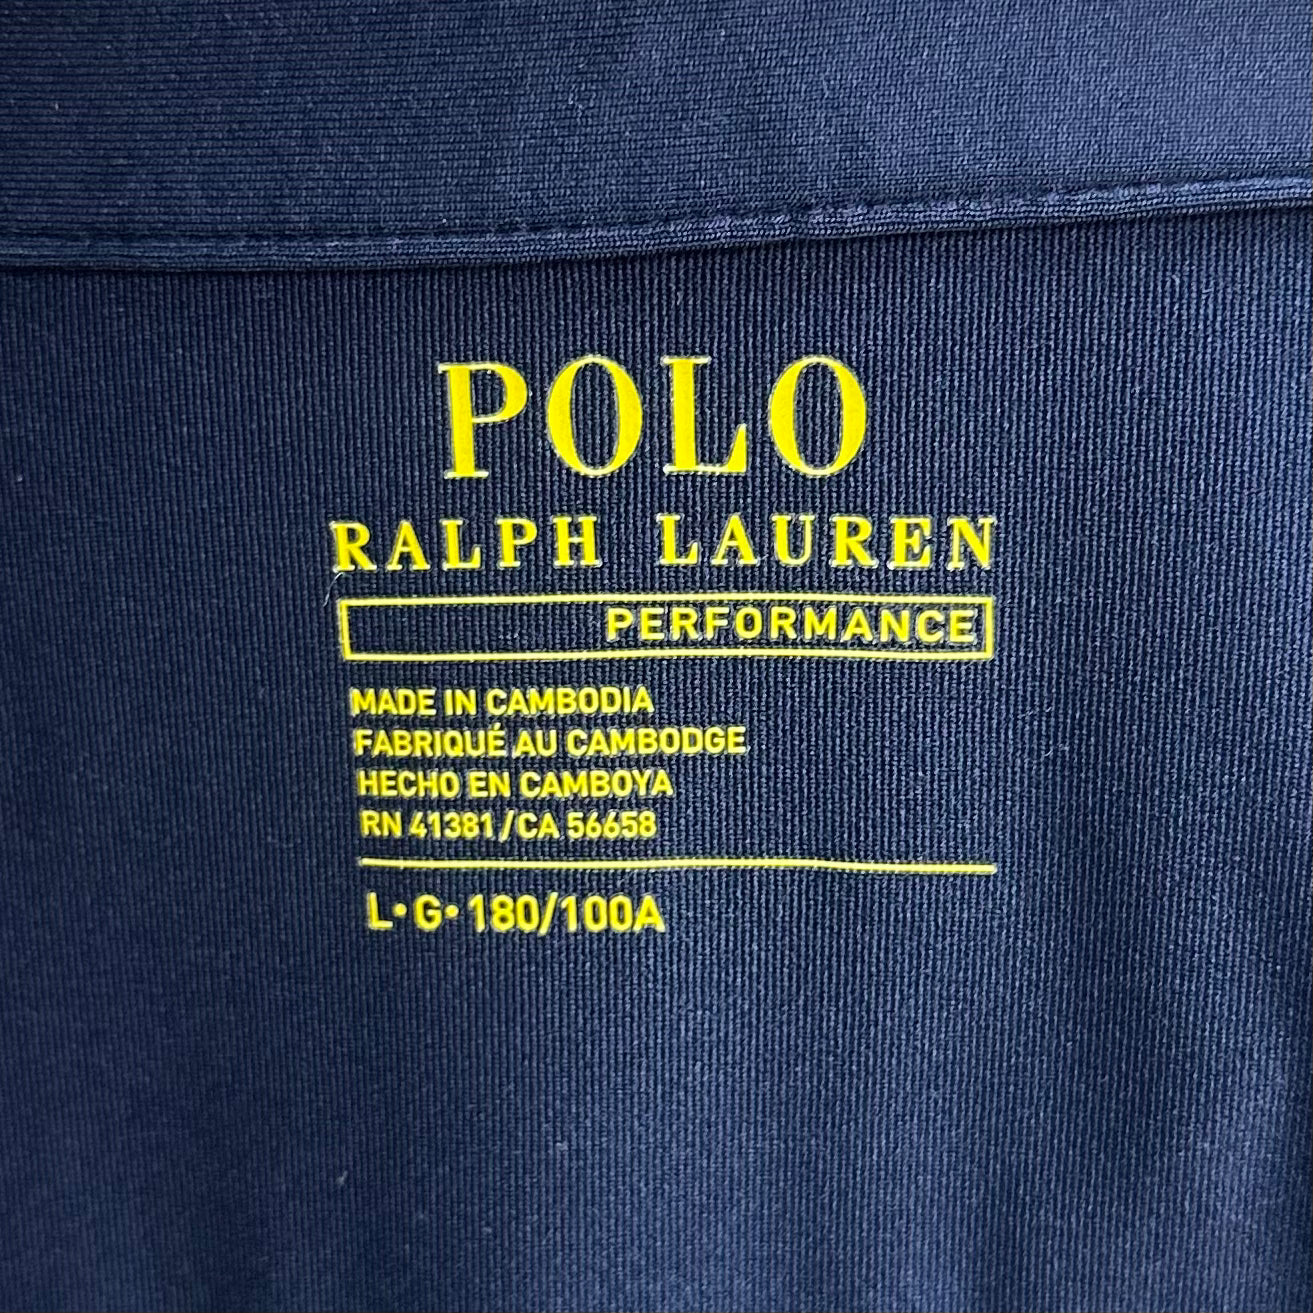 POLO
RALPH LAUREN
PERFORMANCE
MADE IN CAMBODIA
FABRIQUÉ AU CAMBODGE
HECHO EN CAMBOYA
RN 41381/CA 56658
L•G•180/100A